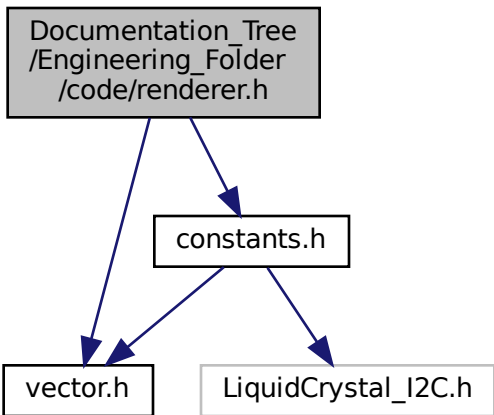 Documentation_Tree
/Engineering_Folder
/code/renderer.h
constants.h
vector.h
LiquidCrystal_I2C.h